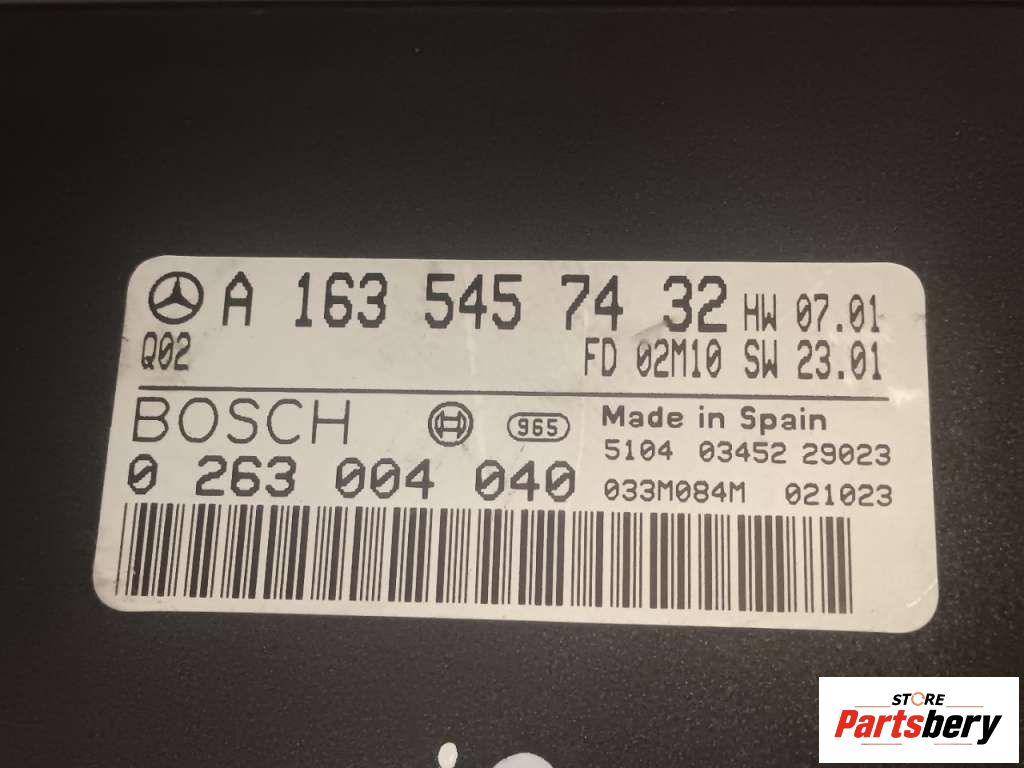 A 163 545 74 32 HW 07.01
Q02 FD 02M10 SW 23.01
BOSCH 965 Made in Spain
5104 03452 29023
0 263 004 040 033M084M 021023
STORE
Partsbery